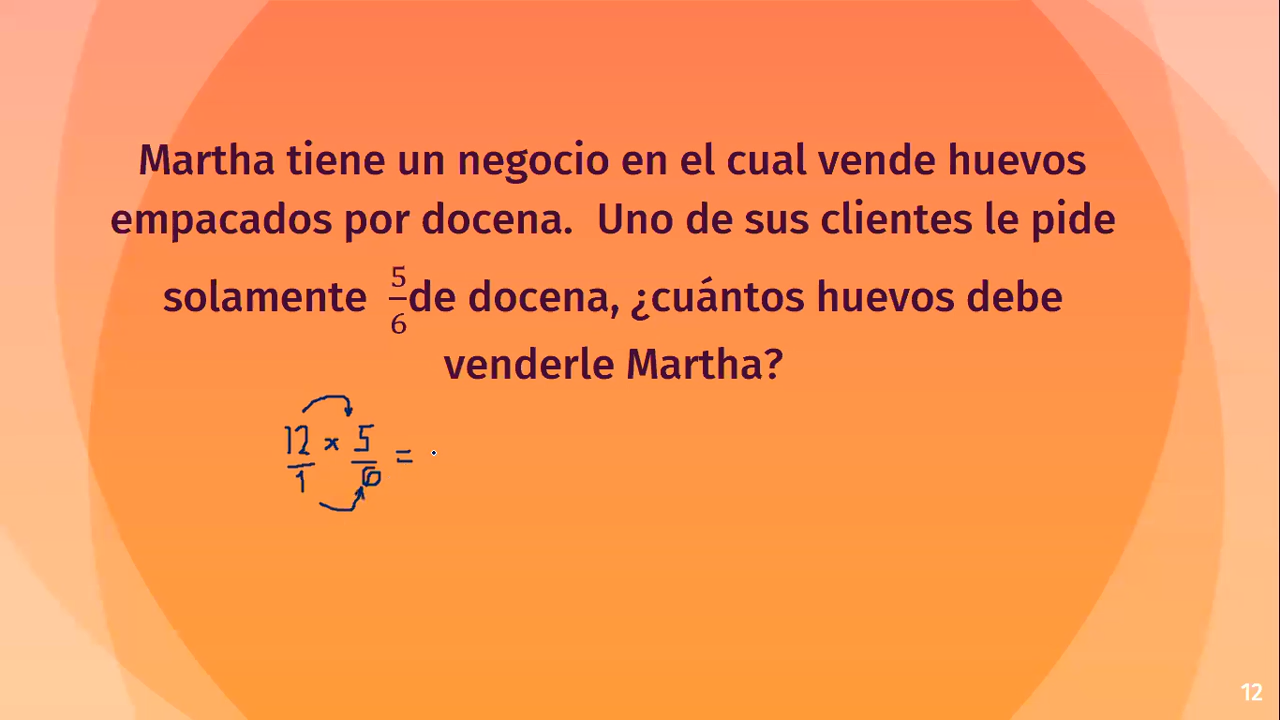 Martha tiene un negocio en el cual vende huevos
empacados por docena. Uno de sus clientes le pide
solamente 5/6 de docena, ¿cuántos huevos debe
venderle Martha?
12/1 × 5/6 =
12